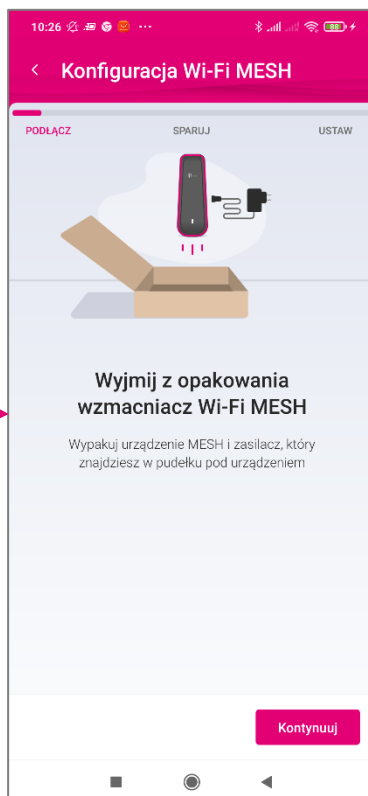 10:26
88
Konfiguracja Wi-Fi MESH
PODŁĄCZ SPARUJ USTAW
Wyjmij z opakowania
wzmacniacz Wi-Fi MESH
Wypakuj urządzenie MESH i zasilacz, który
znajdziesz w pudełku pod urządzeniem
Kontynuuj